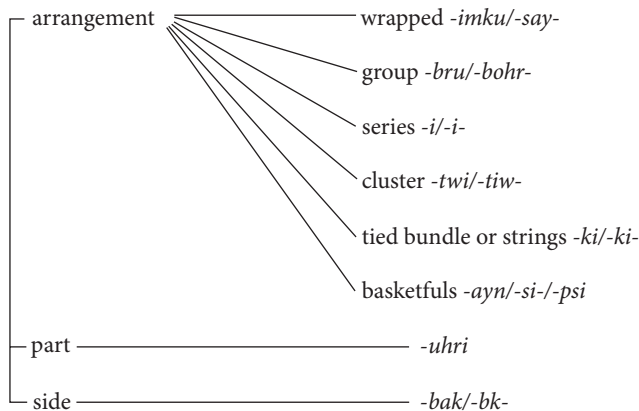 arrangement wrapped -imku/-say-
group -bru/-bohr-
series -i/-i-
cluster -twi/-tiw-
tied bundle or strings -ki/-ki-
basketfuls -ayn/-si-/-psi
part -uhri
side -bak/-bk-